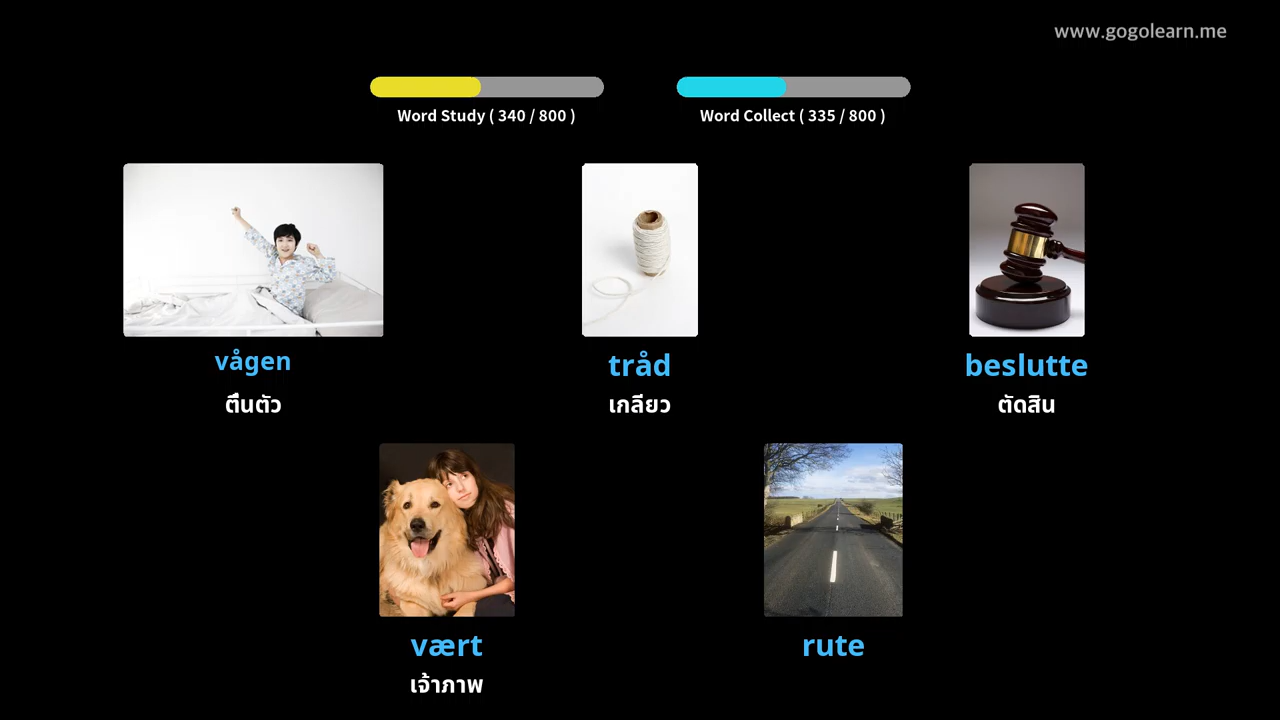 www.gogolearn.me
Word Study ( 340 / 800 )
Word Collect ( 335 / 800 )
vågen
ตื่นตัว
tråd
เกลียว
beslutte
ตัดสิน
vært
เจ้าภาพ
rute